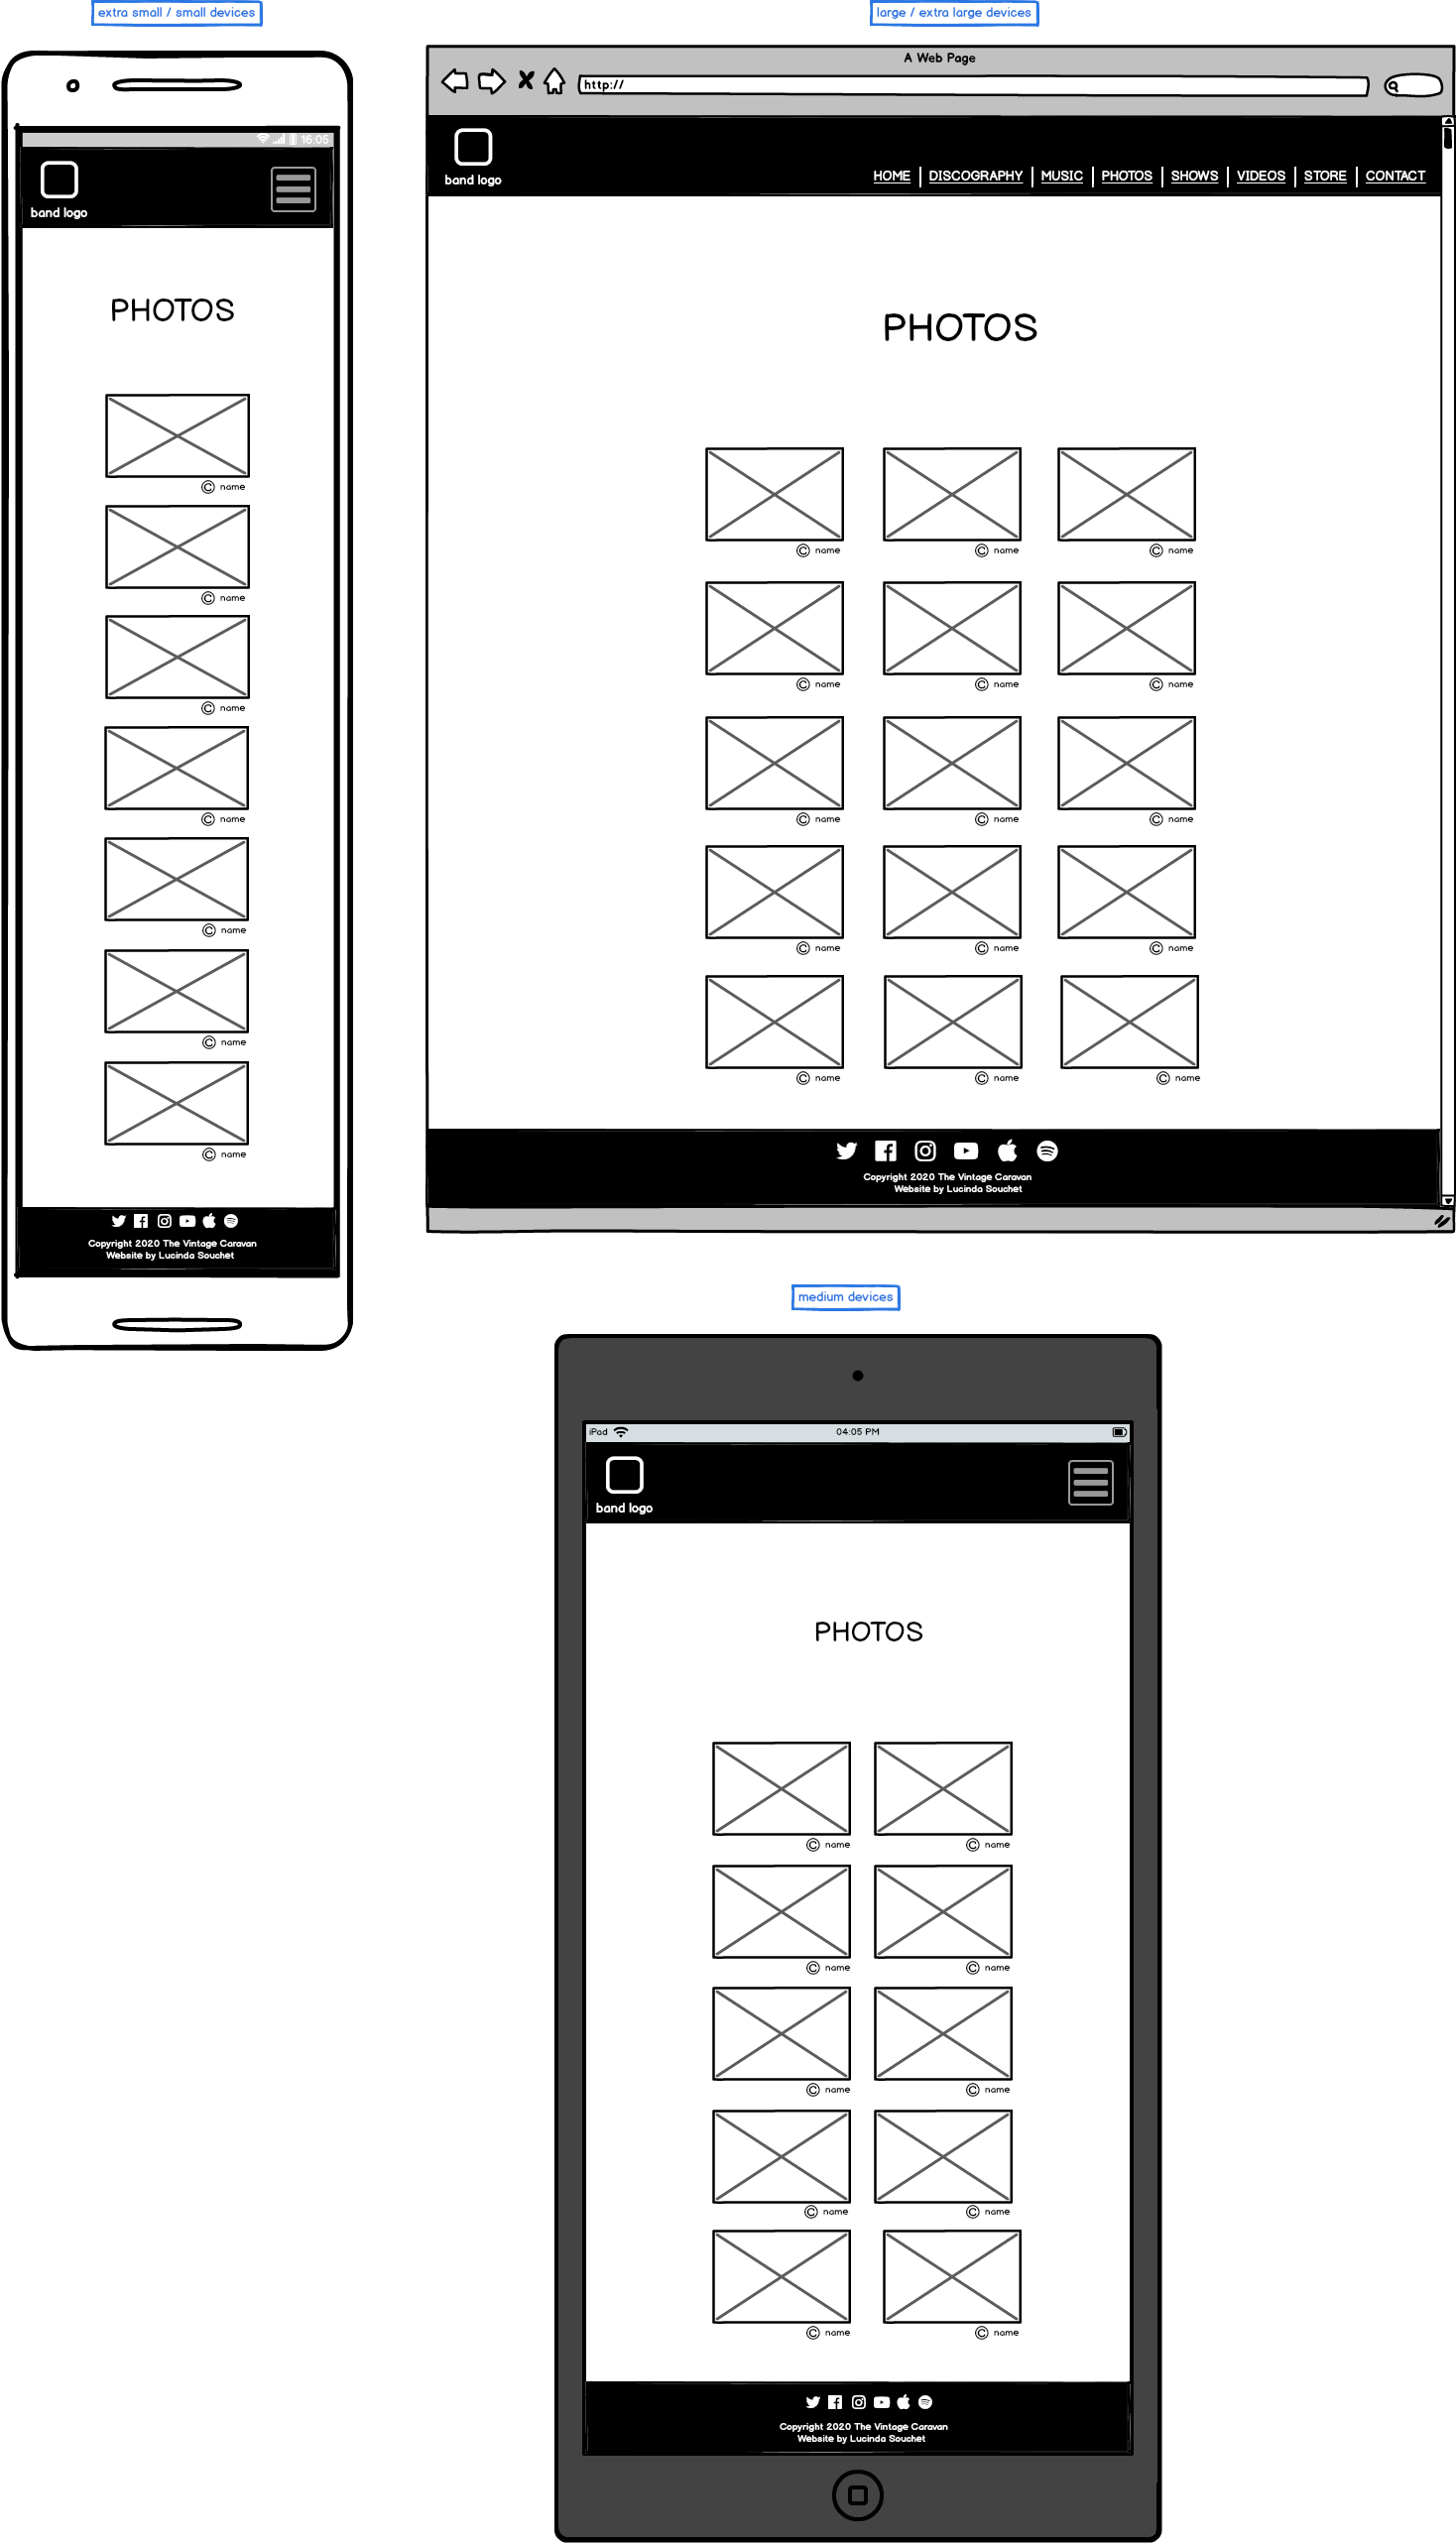 extra small / small devices
16:05
band logo
PHOTOS
© name
© name
© name
© name
© name
© name
© name
Copyright 2020 The Vintage Caravan
Website by Lucinda Souchet
large / extra large devices
A Web Page
http://
band logo
HOME | DISCOGRAPHY | MUSIC | PHOTOS | SHOWS | VIDEOS | STORE | CONTACT
PHOTOS
© name © name © name
© name © name © name
© name © name © name
© name © name © name
© name © name © name
Copyright 2020 The Vintage Caravan
Website by Lucinda Souchet
medium devices
iPad 04:05 PM
band logo
PHOTOS
© name © name
© name © name
© name © name
© name © name
© name © name
Copyright 2020 The Vintage Caravan
Website by Lucinda Souchet